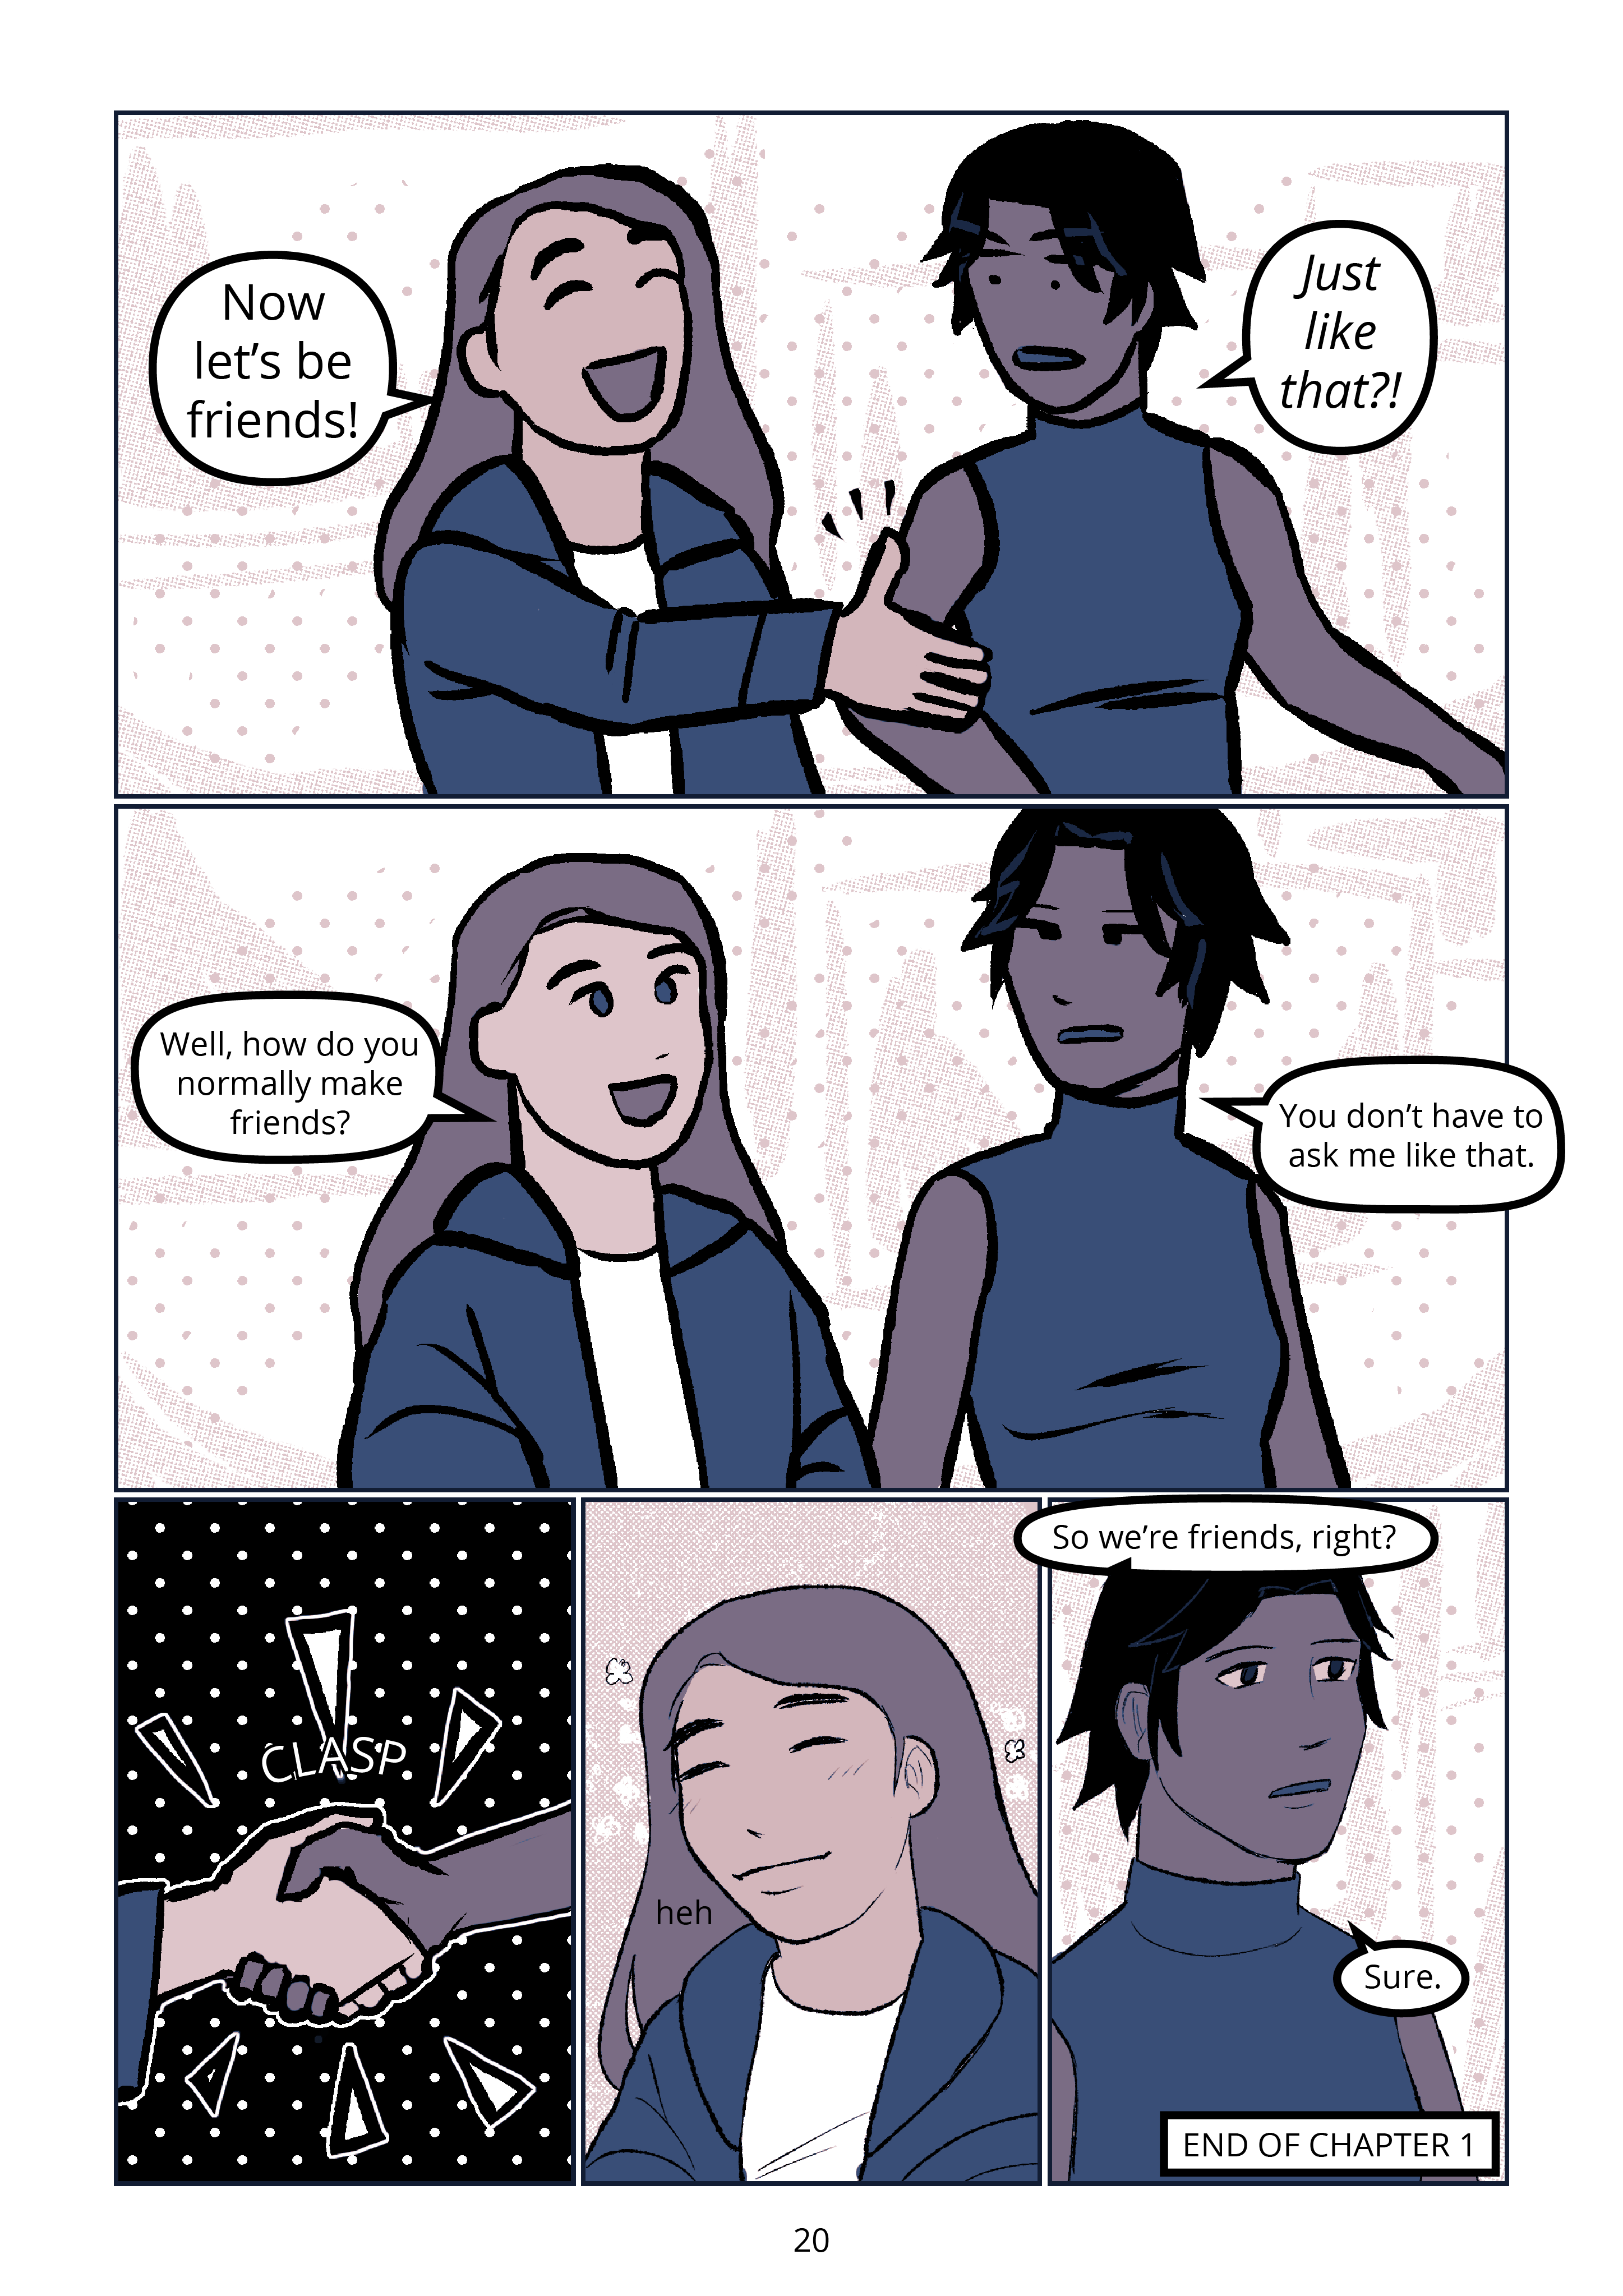 Now
let’s be
friends!
Just
like
that?!
Well, how do you
normally make
friends?
You don’t have to
ask me like that.
CLASP
heh
So we’re friends, right?
Sure.
END OF CHAPTER 1
20